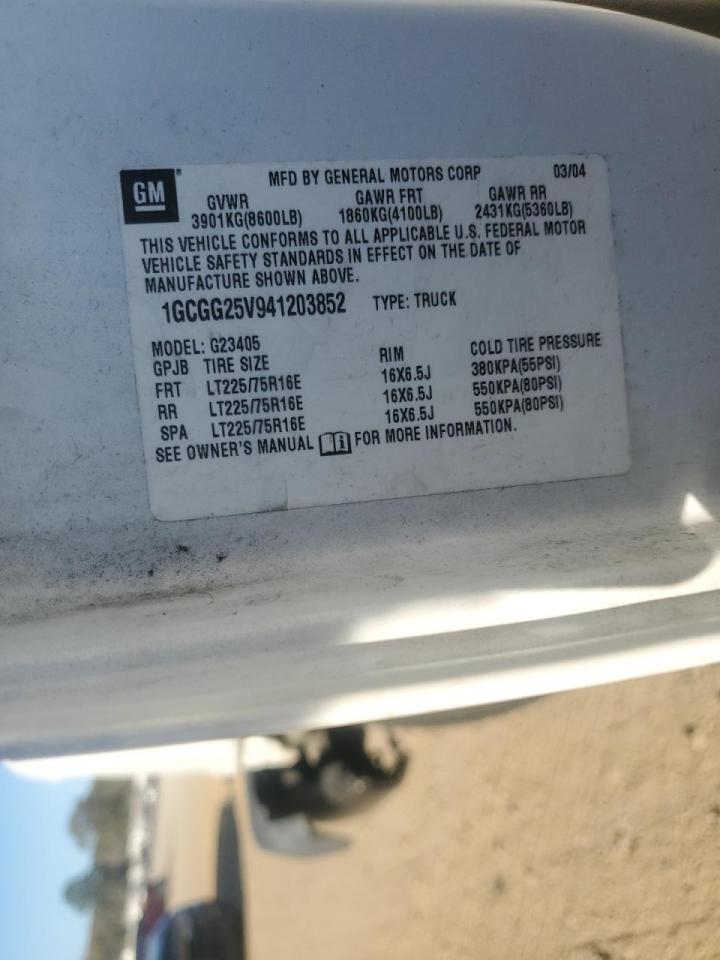 GM®
MFD BY GENERAL MOTORS CORP 03/04
GVWR GAWR FRT GAWR RR
3901KG(8600LB) 1860KG(4100LB) 2431KG(5360LB)
THIS VEHICLE CONFORMS TO ALL APPLICABLE U.S. FEDERAL MOTOR
VEHICLE SAFETY STANDARDS IN EFFECT ON THE DATE OF
MANUFACTURE SHOWN ABOVE.
1GCGG25V941203852 TYPE: TRUCK
MODEL: G23405
GPJB TIRE SIZE RIM COLD TIRE PRESSURE
FRT LT225/75R16E 16X6.5J 380KPA(55PSI)
RR LT225/75R16E 16X6.5J 550KPA(80PSI)
SPA LT225/75R16E 16X6.5J 550KPA(80PSI)
SEE OWNER'S MANUAL FOR MORE INFORMATION.